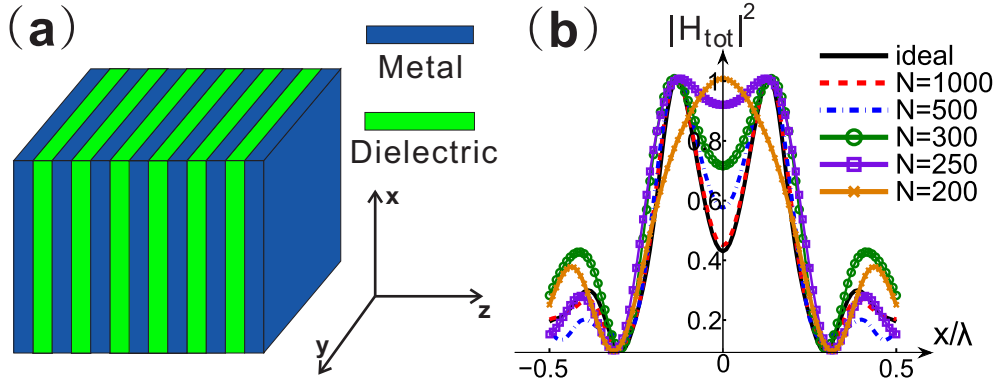 (a)
Metal
Dielectric
x
z
y
(b)
|H_tot|²
ideal
N=1000
N=500
N=300
N=250
N=200
1
0.8
0.6
0.4
0.2
x/λ
−0.5
0
0.5